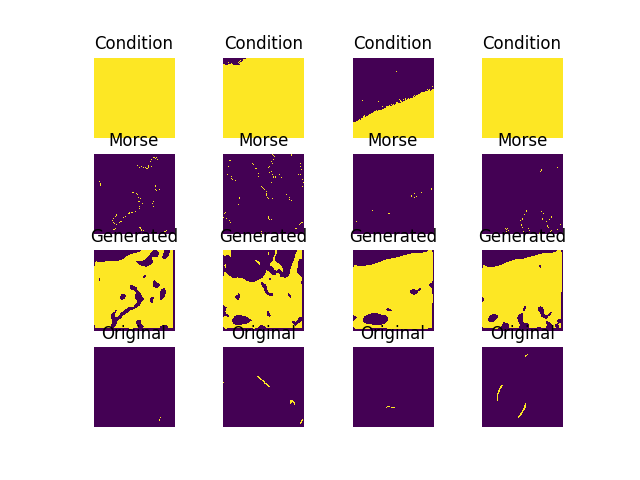 Condition Condition Condition Condition
Morse Morse Morse Morse
Generated Generated Generated Generated
Original Original Original Original